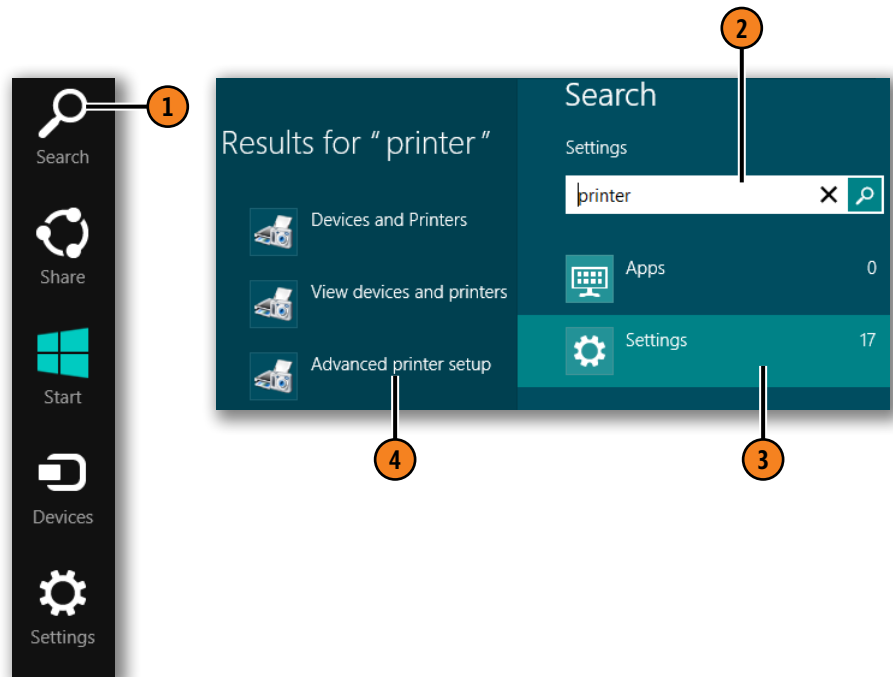 2
1
Search
Share
Start
Devices
Settings
Results for “ printer ”
Devices and Printers
View devices and printers
Advanced printer setup
Search
Settings
printer
Apps 0
Settings 17
4
3